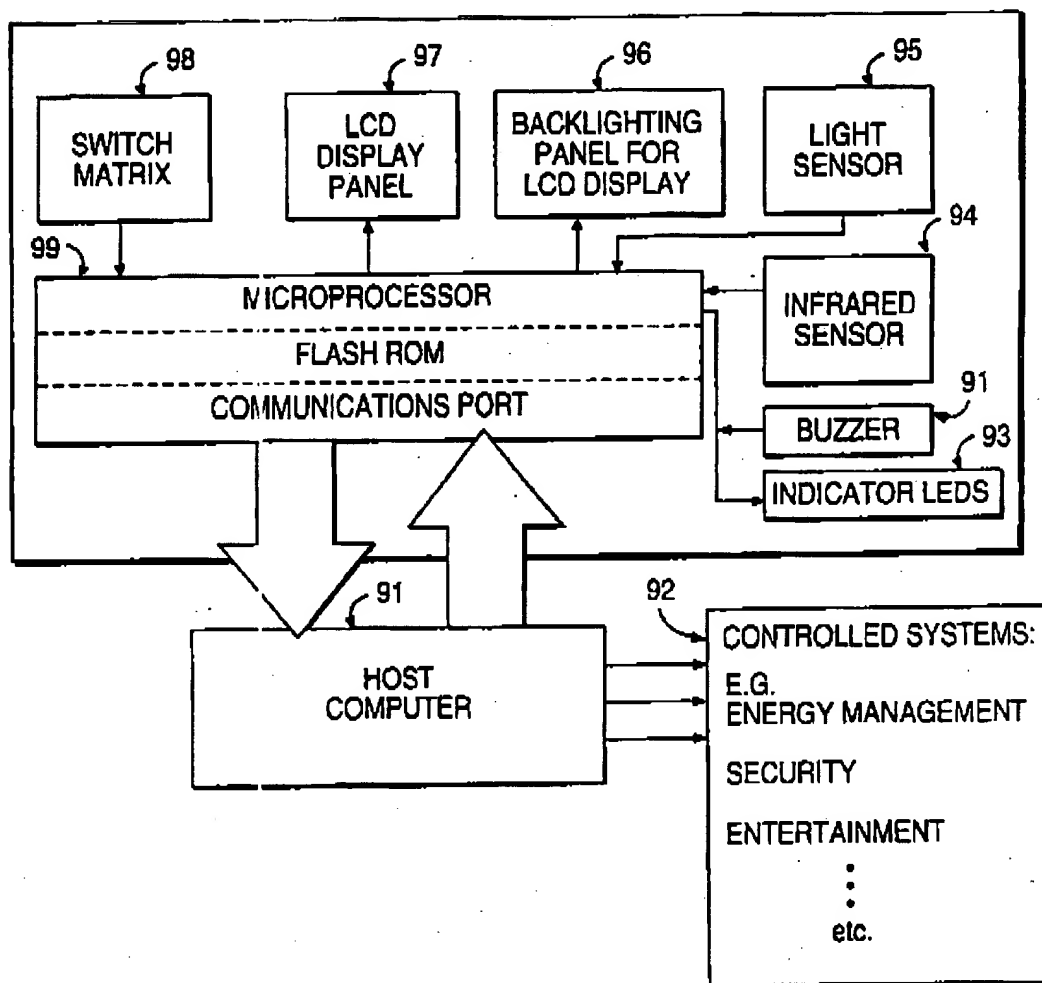 98
97
96
95
SWITCH
MATRIX
LCD
DISPLAY
PANEL
BACKLIGHTING
PANEL FOR
LCD DISPLAY
LIGHT
SENSOR
94
99
MICROPROCESSOR
FLASH ROM
COMMUNICATIONS PORT
INFRARED
SENSOR
91
BUZZER
93
INDICATOR LEDS
91
HOST
COMPUTER
92
CONTROLLED SYSTEMS:
E.G.
ENERGY MANAGEMENT
SECURITY
ENTERTAINMENT
etc.